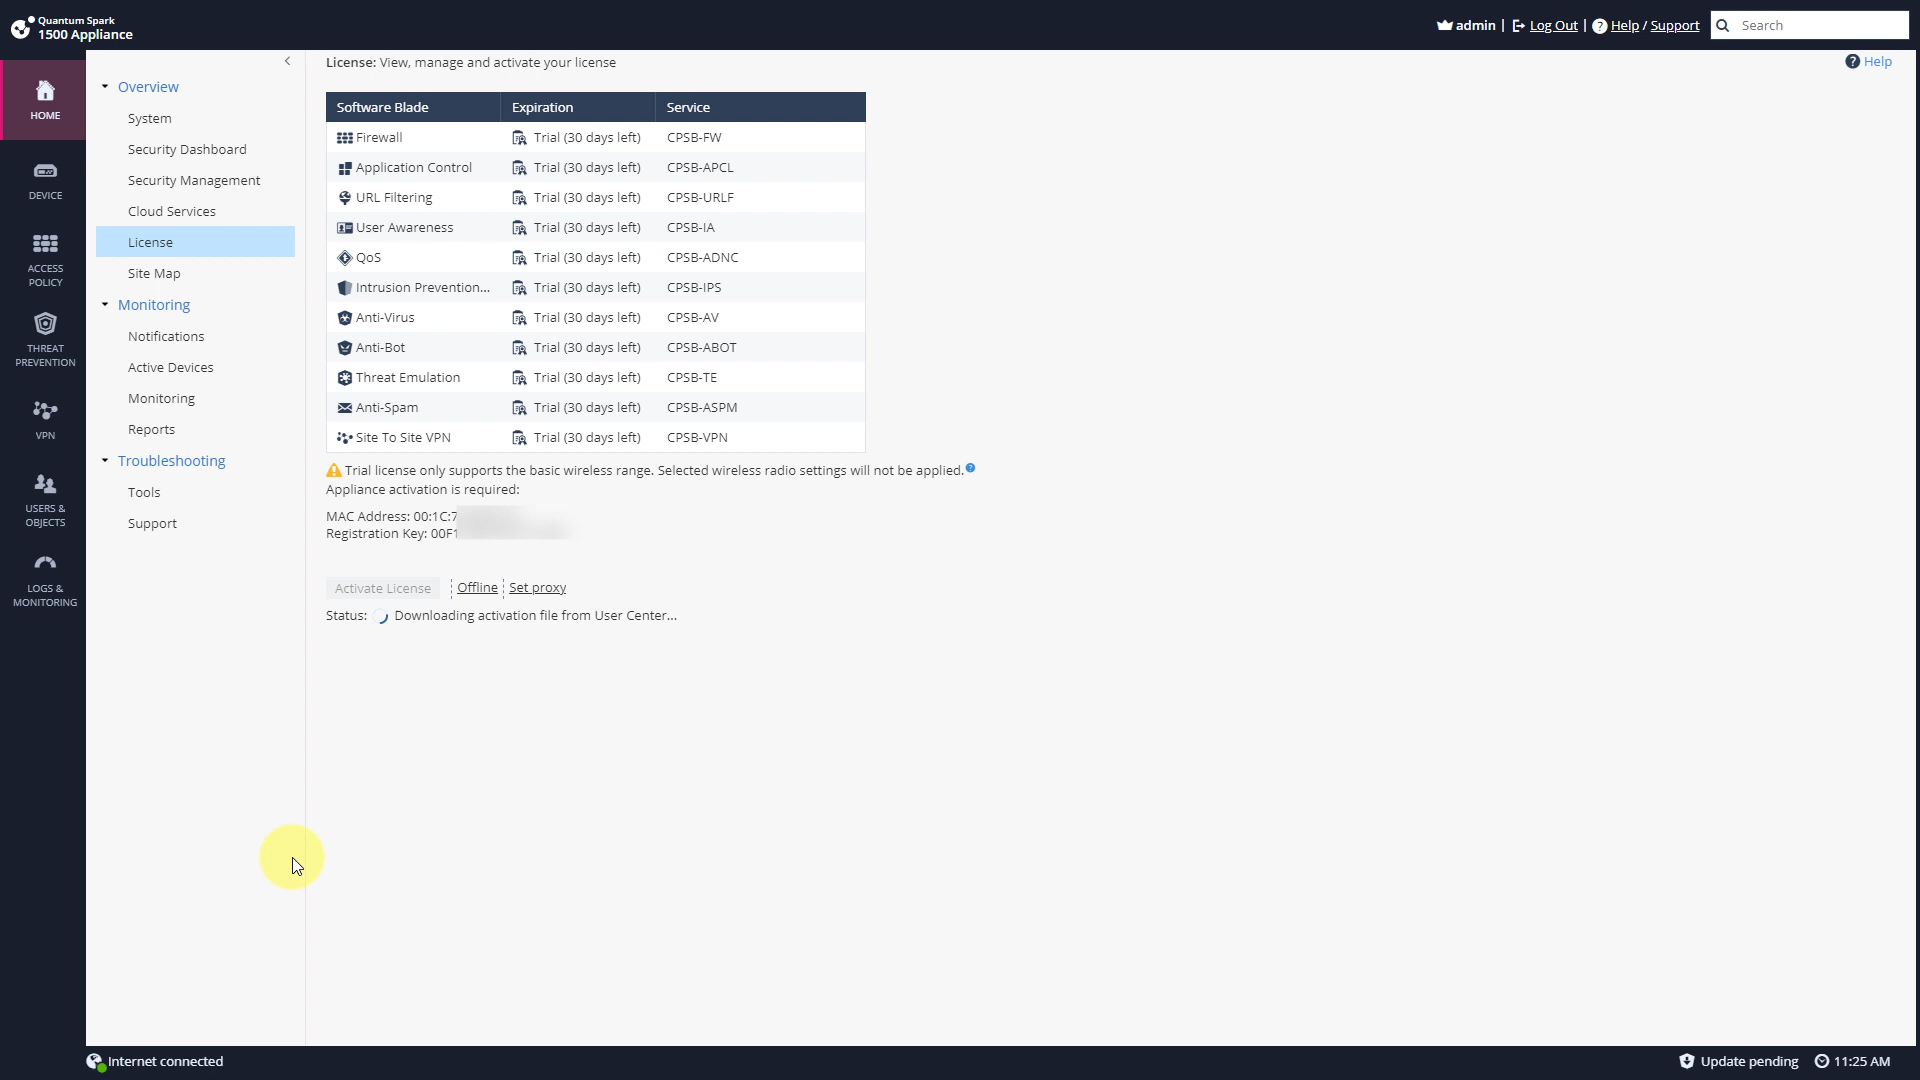 Quantum Spark
1500 Appliance
admin | Log Out | Help / Support
Search
HOME
DEVICE
ACCESS
POLICY
THREAT
PREVENTION
VPN
USERS &
OBJECTS
LOGS &
MONITORING
Overview
System
Security Dashboard
Security Management
Cloud Services
License
Site Map
Monitoring
Notifications
Active Devices
Monitoring
Reports
Troubleshooting
Tools
Support
License: View, manage and activate your license
Help
Software Blade Expiration Service
Firewall Trial (30 days left) CPSB-FW
Application Control Trial (30 days left) CPSB-APCL
URL Filtering Trial (30 days left) CPSB-URLF
User Awareness Trial (30 days left) CPSB-IA
QoS Trial (30 days left) CPSB-ADNC
Intrusion Prevention... Trial (30 days left) CPSB-IPS
Anti-Virus Trial (30 days left) CPSB-AV
Anti-Bot Trial (30 days left) CPSB-ABOT
Threat Emulation Trial (30 days left) CPSB-TE
Anti-Spam Trial (30 days left) CPSB-ASPM
Site To Site VPN Trial (30 days left) CPSB-VPN
Trial license only supports the basic wireless range. Selected wireless radio settings will not be applied.
Appliance activation is required:
MAC Address: 00:1C:7
Registration Key: 00F1
Activate License Offline Set proxy
Status: Downloading activation file from User Center...
Internet connected
Update pending 11:25 AM